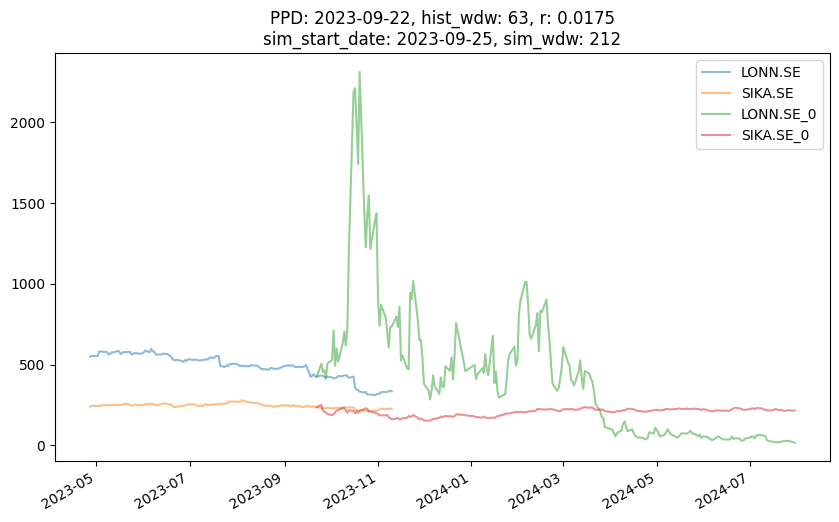 PPD: 2023-09-22, hist_wdw: 63, r: 0.0175
sim_start_date: 2023-09-25, sim_wdw: 212
LONN.SE
SIKA.SE
LONN.SE_0
SIKA.SE_0
2000
1500
1000
500
0
2023-05
2023-07
2023-09
2023-11
2024-01
2024-03
2024-05
2024-07